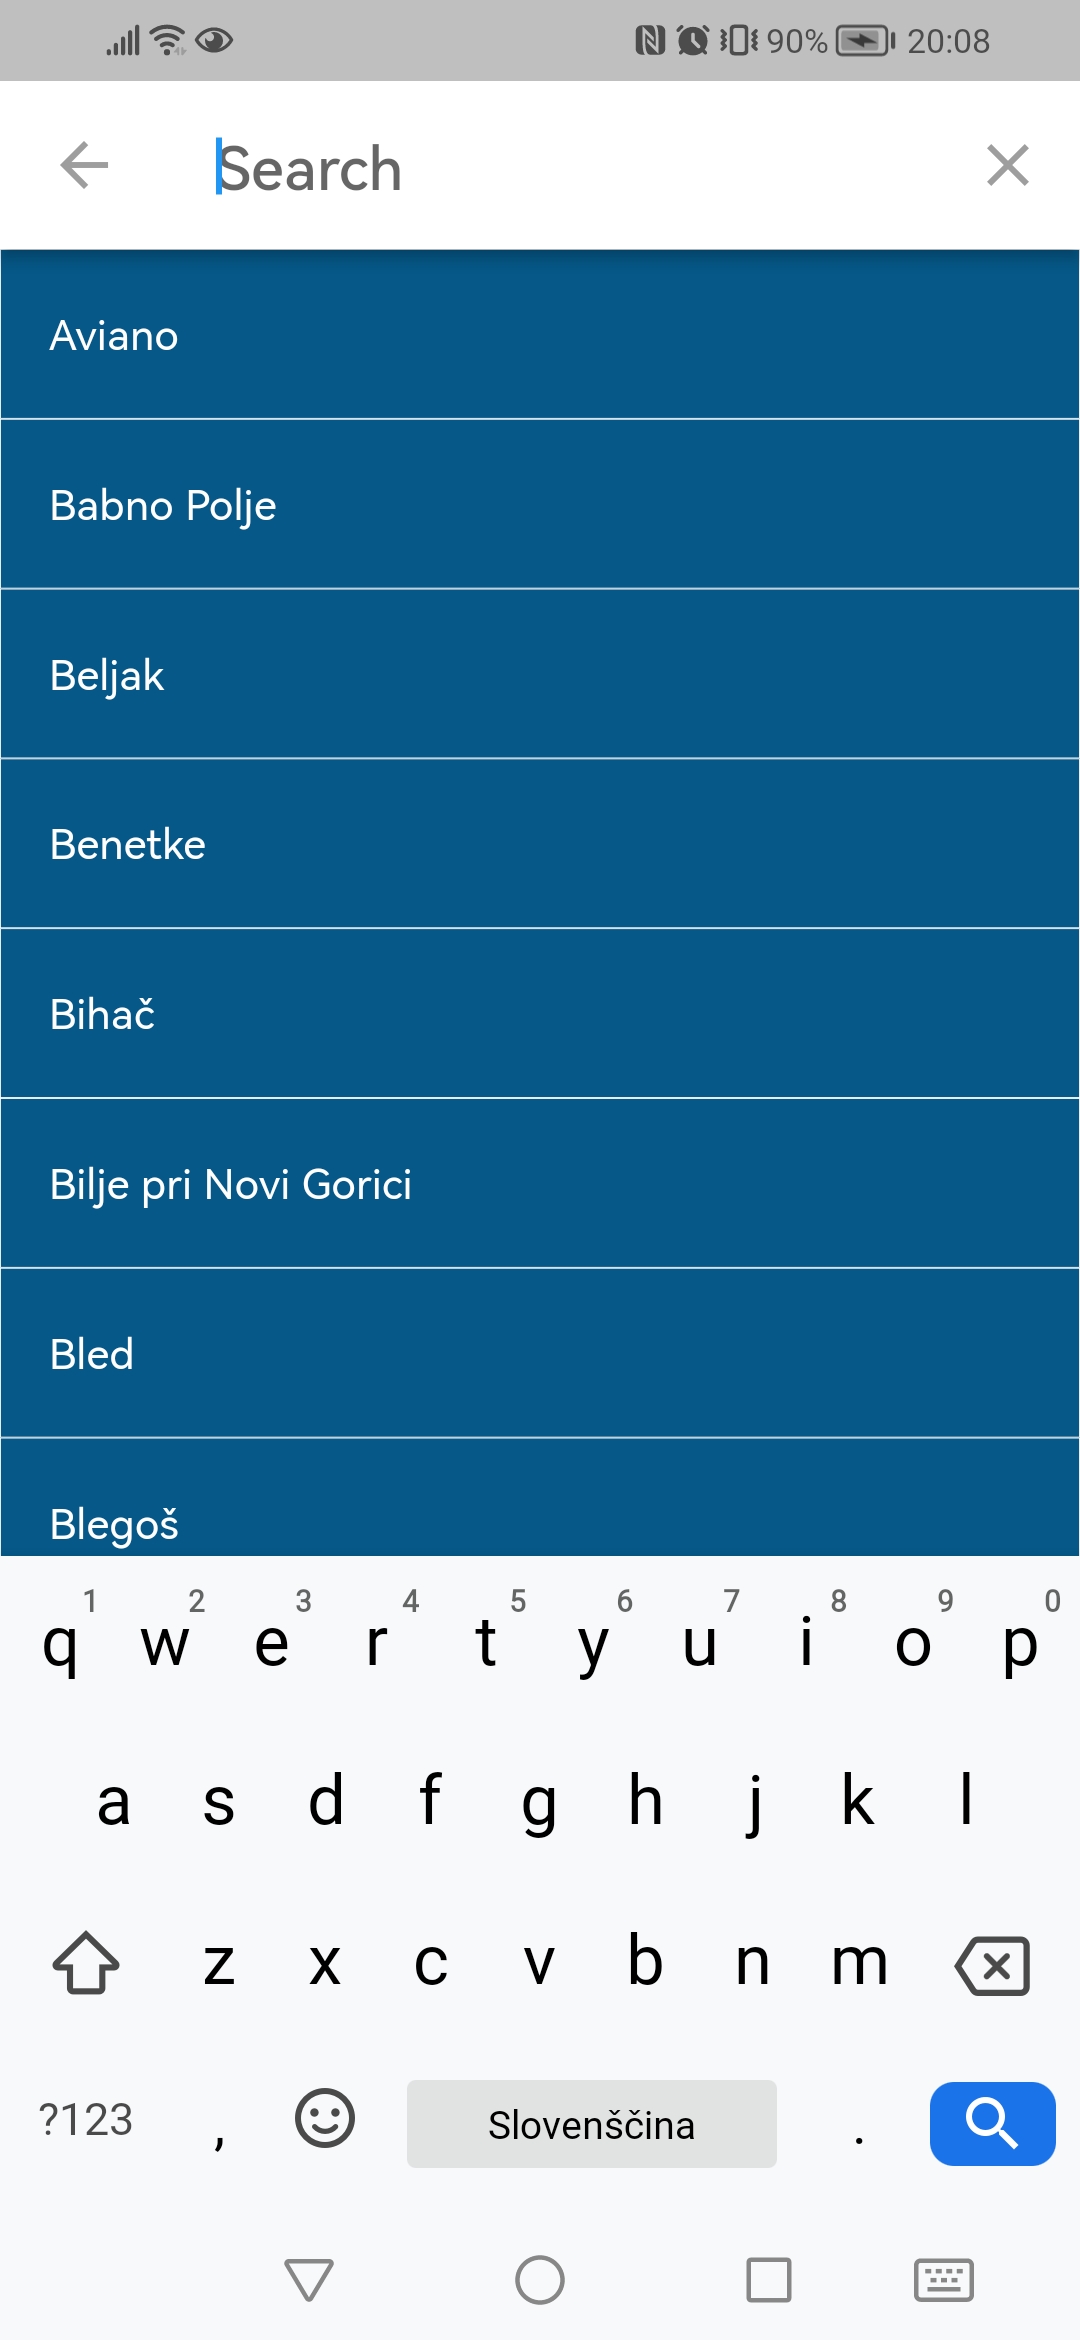 90% 20:08
Search
Aviano
Babno Polje
Beljak
Benetke
Bihač
Bilje pri Novi Gorici
Bled
Blegoš
1 2 3 4 5 6 7 8 9 0
q w e r t y u i o p
a s d f g h j k l
z x c v b n m
?123 , Slovenščina .